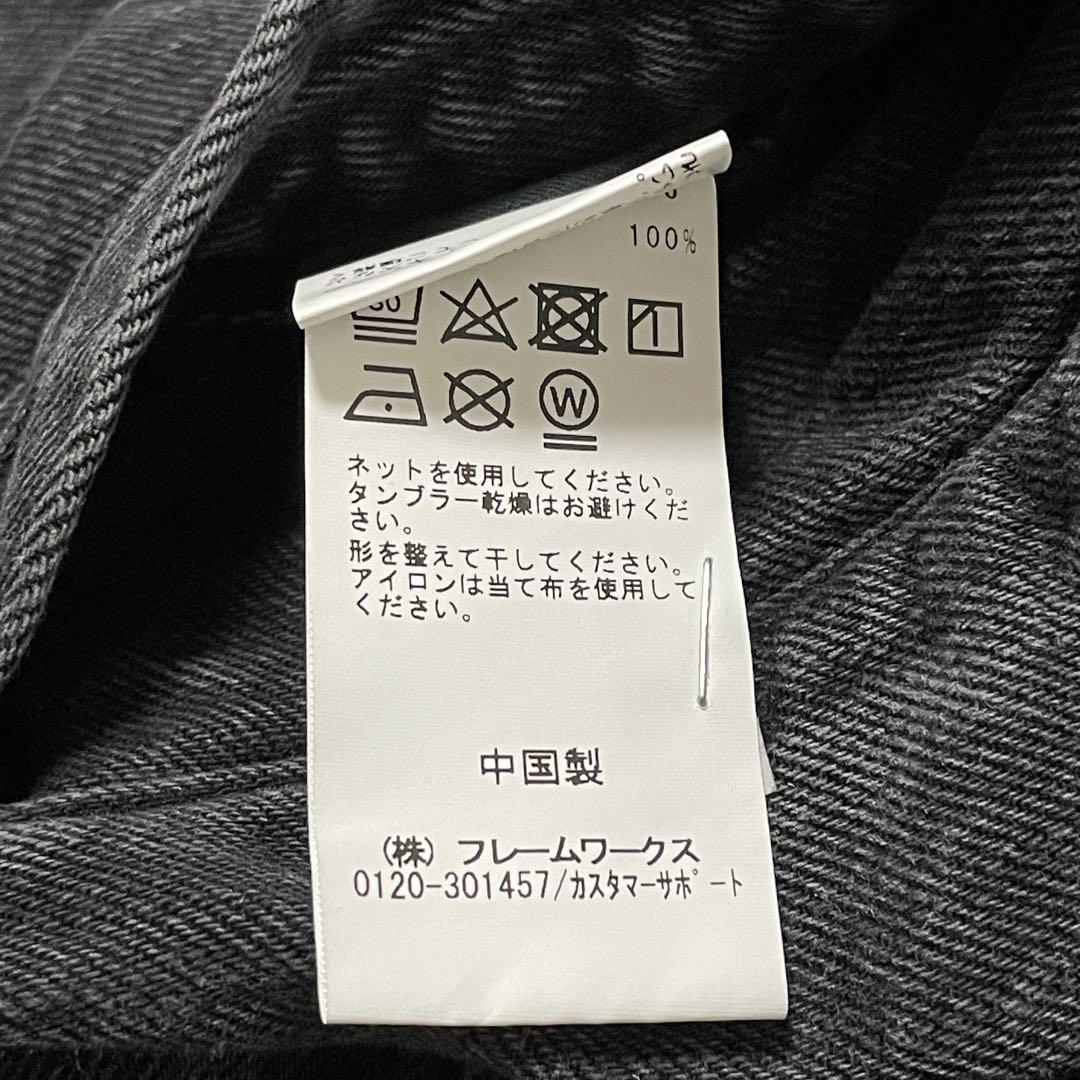 100%
30
W
ネットを使用してください。
タンブラー乾燥はお避けくだ
さい。
形を整えて干してください。
アイロンは当て布を使用して
ください。
中国製
(株) フレームワークス
0120-301457/カスタマーサポート